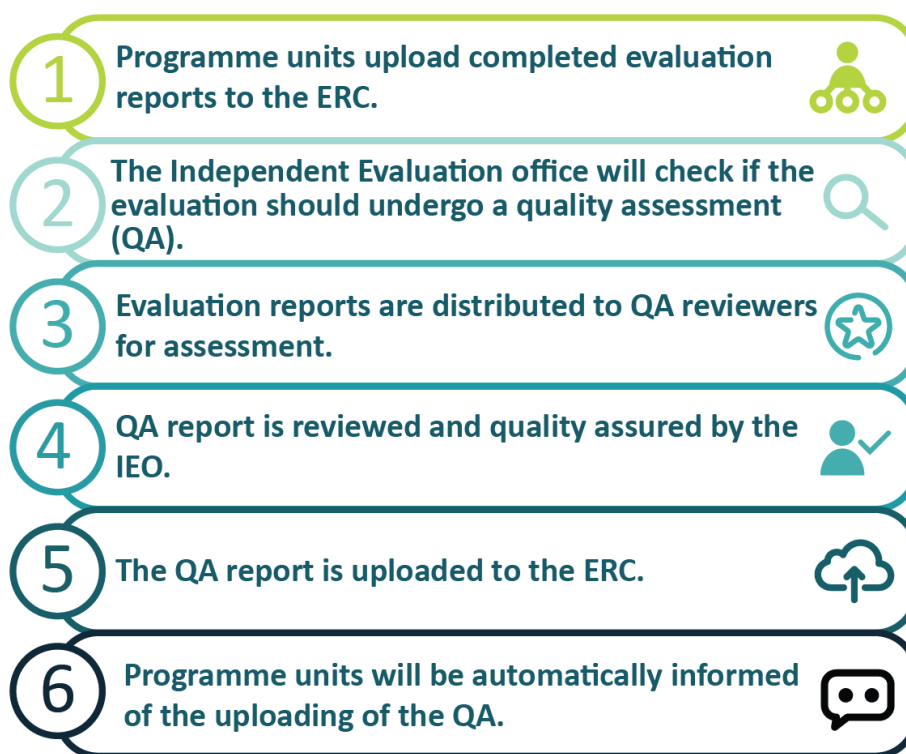 1
Programme units upload completed evaluation
reports to the ERC.
2
The Independent Evaluation office will check if the
evaluation should undergo a quality assessment
(QA).
3
Evaluation reports are distributed to QA reviewers
for assessment.
4
QA report is reviewed and quality assured by the
IEO.
5
The QA report is uploaded to the ERC.
6
Programme units will be automatically informed
of the uploading of the QA.